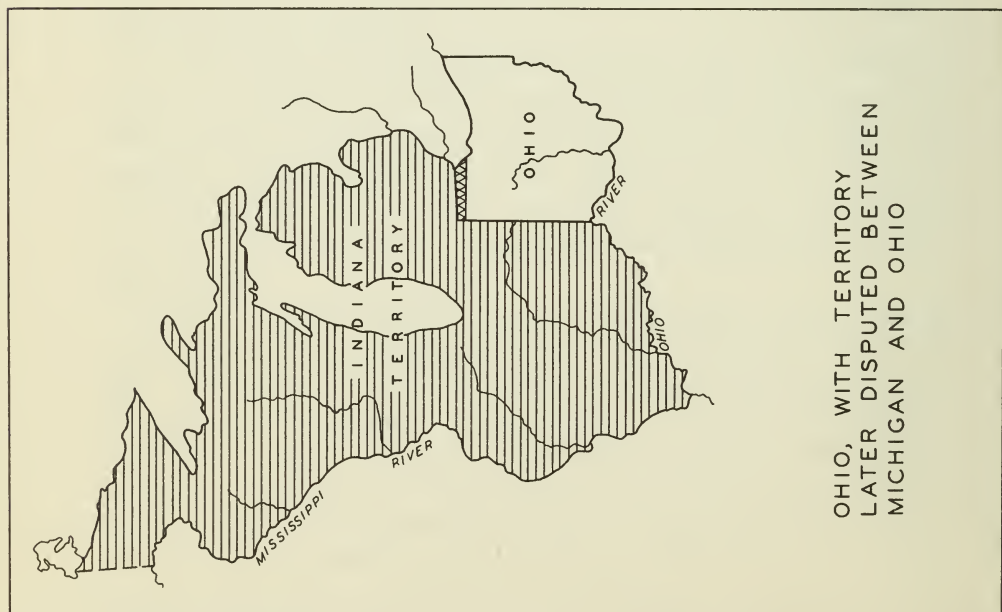 INDIANA
TERRITORY
OHIO
RIVER
OHIO
MISSISSIPPI
RIVER
OHIO, WITH TERRITORY
LATER DISPUTED BETWEEN
MICHIGAN AND OHIO